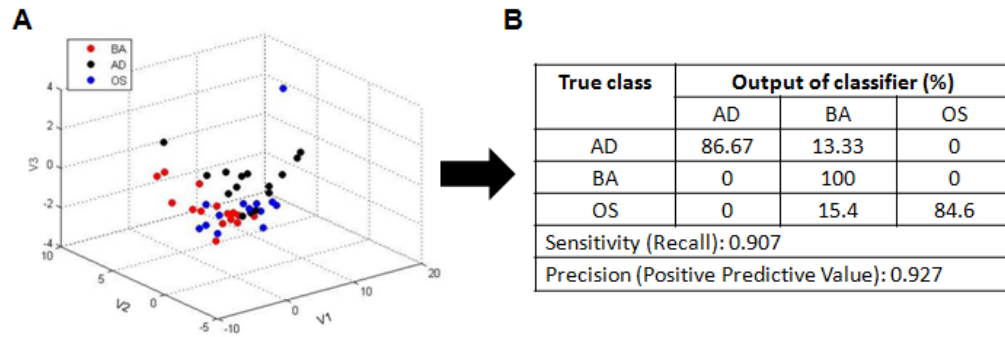 A
BA
AD
OS
4
2
0
-2
-4
V3
10
5
0
-5
V2
-10
0
10
20
V1
B
True class Output of classifier (%)
AD BA OS
AD 86.67 13.33 0
BA 0 100 0
OS 0 15.4 84.6
Sensitivity (Recall): 0.907
Precision (Positive Predictive Value): 0.927